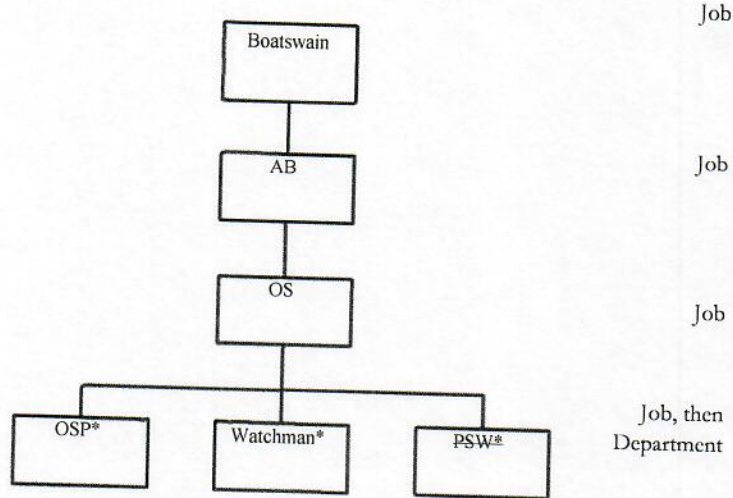 Job
Boatswain
AB
Job
OS
Job
Job, then
Department
OSP*
Watchman*
PSW*